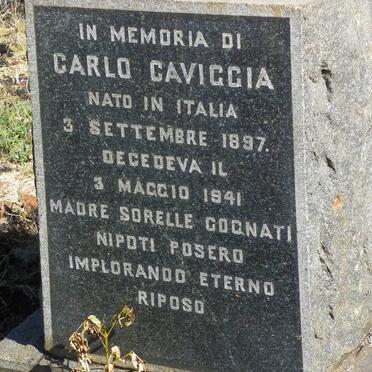 IN MEMORIA DI
CARLO CAVIGGIA
NATO IN ITALIA
3 SETTEMBRE 1897.
DECEDEVA IL
3 MAGGIO 1941
MADRE SORELLE COGNATI
NIPOTI POSERO
IMPLORANDO ETERNO
RIPOSO